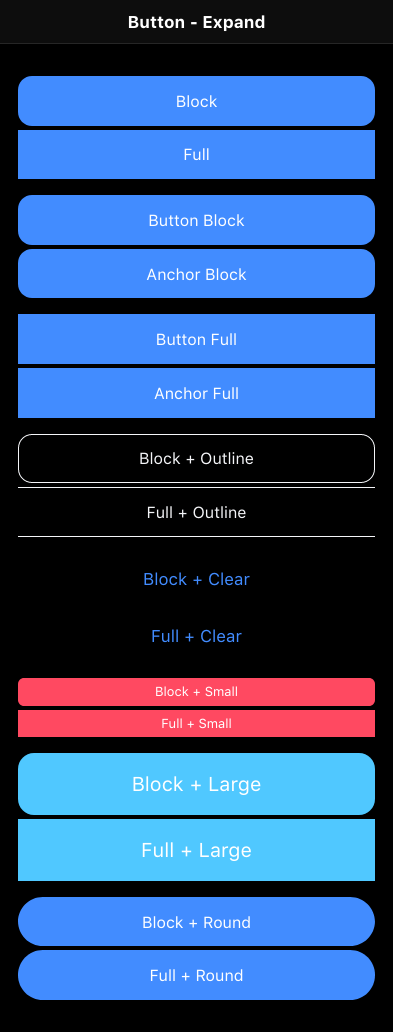 Button - Expand
Block
Full
Button Block
Anchor Block
Button Full
Anchor Full
Block + Outline
Full + Outline
Block + Clear
Full + Clear
Block + Small
Full + Small
Block + Large
Full + Large
Block + Round
Full + Round